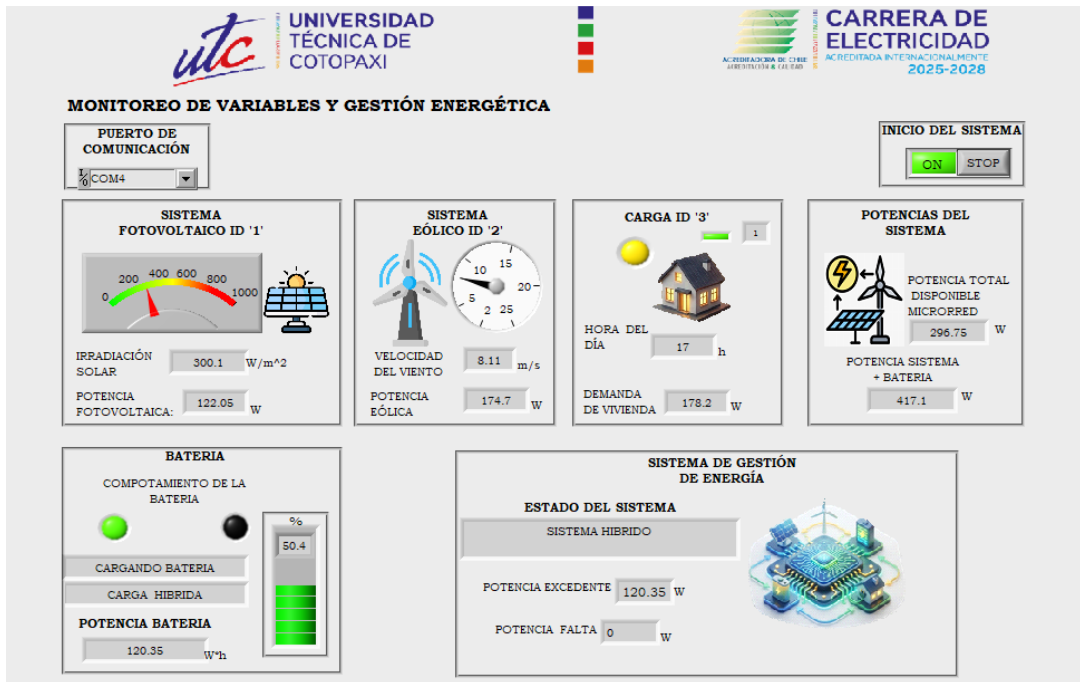 utc
UNIVERSIDAD
TÉCNICA DE
COTOPAXI
ACREDITADORA DE CHILE
ACREDITACIÓN & CALIDAD
CARRERA DE
ELECTRICIDAD
ACREDITADA INTERNACIONALMENTE
2025-2028
MONITOREO DE VARIABLES Y GESTIÓN ENERGÉTICA
PUERTO DE
COMUNICACIÓN
I/O COM4
INICIO DEL SISTEMA
ON STOP
SISTEMA
FOTOVOLTAICO ID '1'
0 200 400 600 800 1000
IRRADIACIÓN
SOLAR
300.1 W/m^2
POTENCIA
FOTOVOLTAICA:
122.05 W
SISTEMA
EÓLICO ID '2'
2 5 10 15 20 25
VELOCIDAD
DEL VIENTO
8.11 m/s
POTENCIA
EÓLICA
174.7 W
CARGA ID '3'
1
HORA DEL
DÍA
17 h
DEMANDA
DE VIVIENDA
178.2 W
POTENCIAS DEL
SISTEMA
POTENCIA TOTAL
DISPONIBLE
MICRORRED
296.75 W
POTENCIA SISTEMA
+ BATERIA
417.1 W
BATERIA
COMPOTAMIENTO DE LA
BATERIA
%
50.4
CARGANDO BATERIA
CARGA HIBRIDA
POTENCIA BATERIA
120.35 W*h
SISTEMA DE GESTIÓN
DE ENERGÍA
ESTADO DEL SISTEMA
SISTEMA HIBRIDO
POTENCIA EXCEDENTE 120.35 W
POTENCIA FALTA 0 W